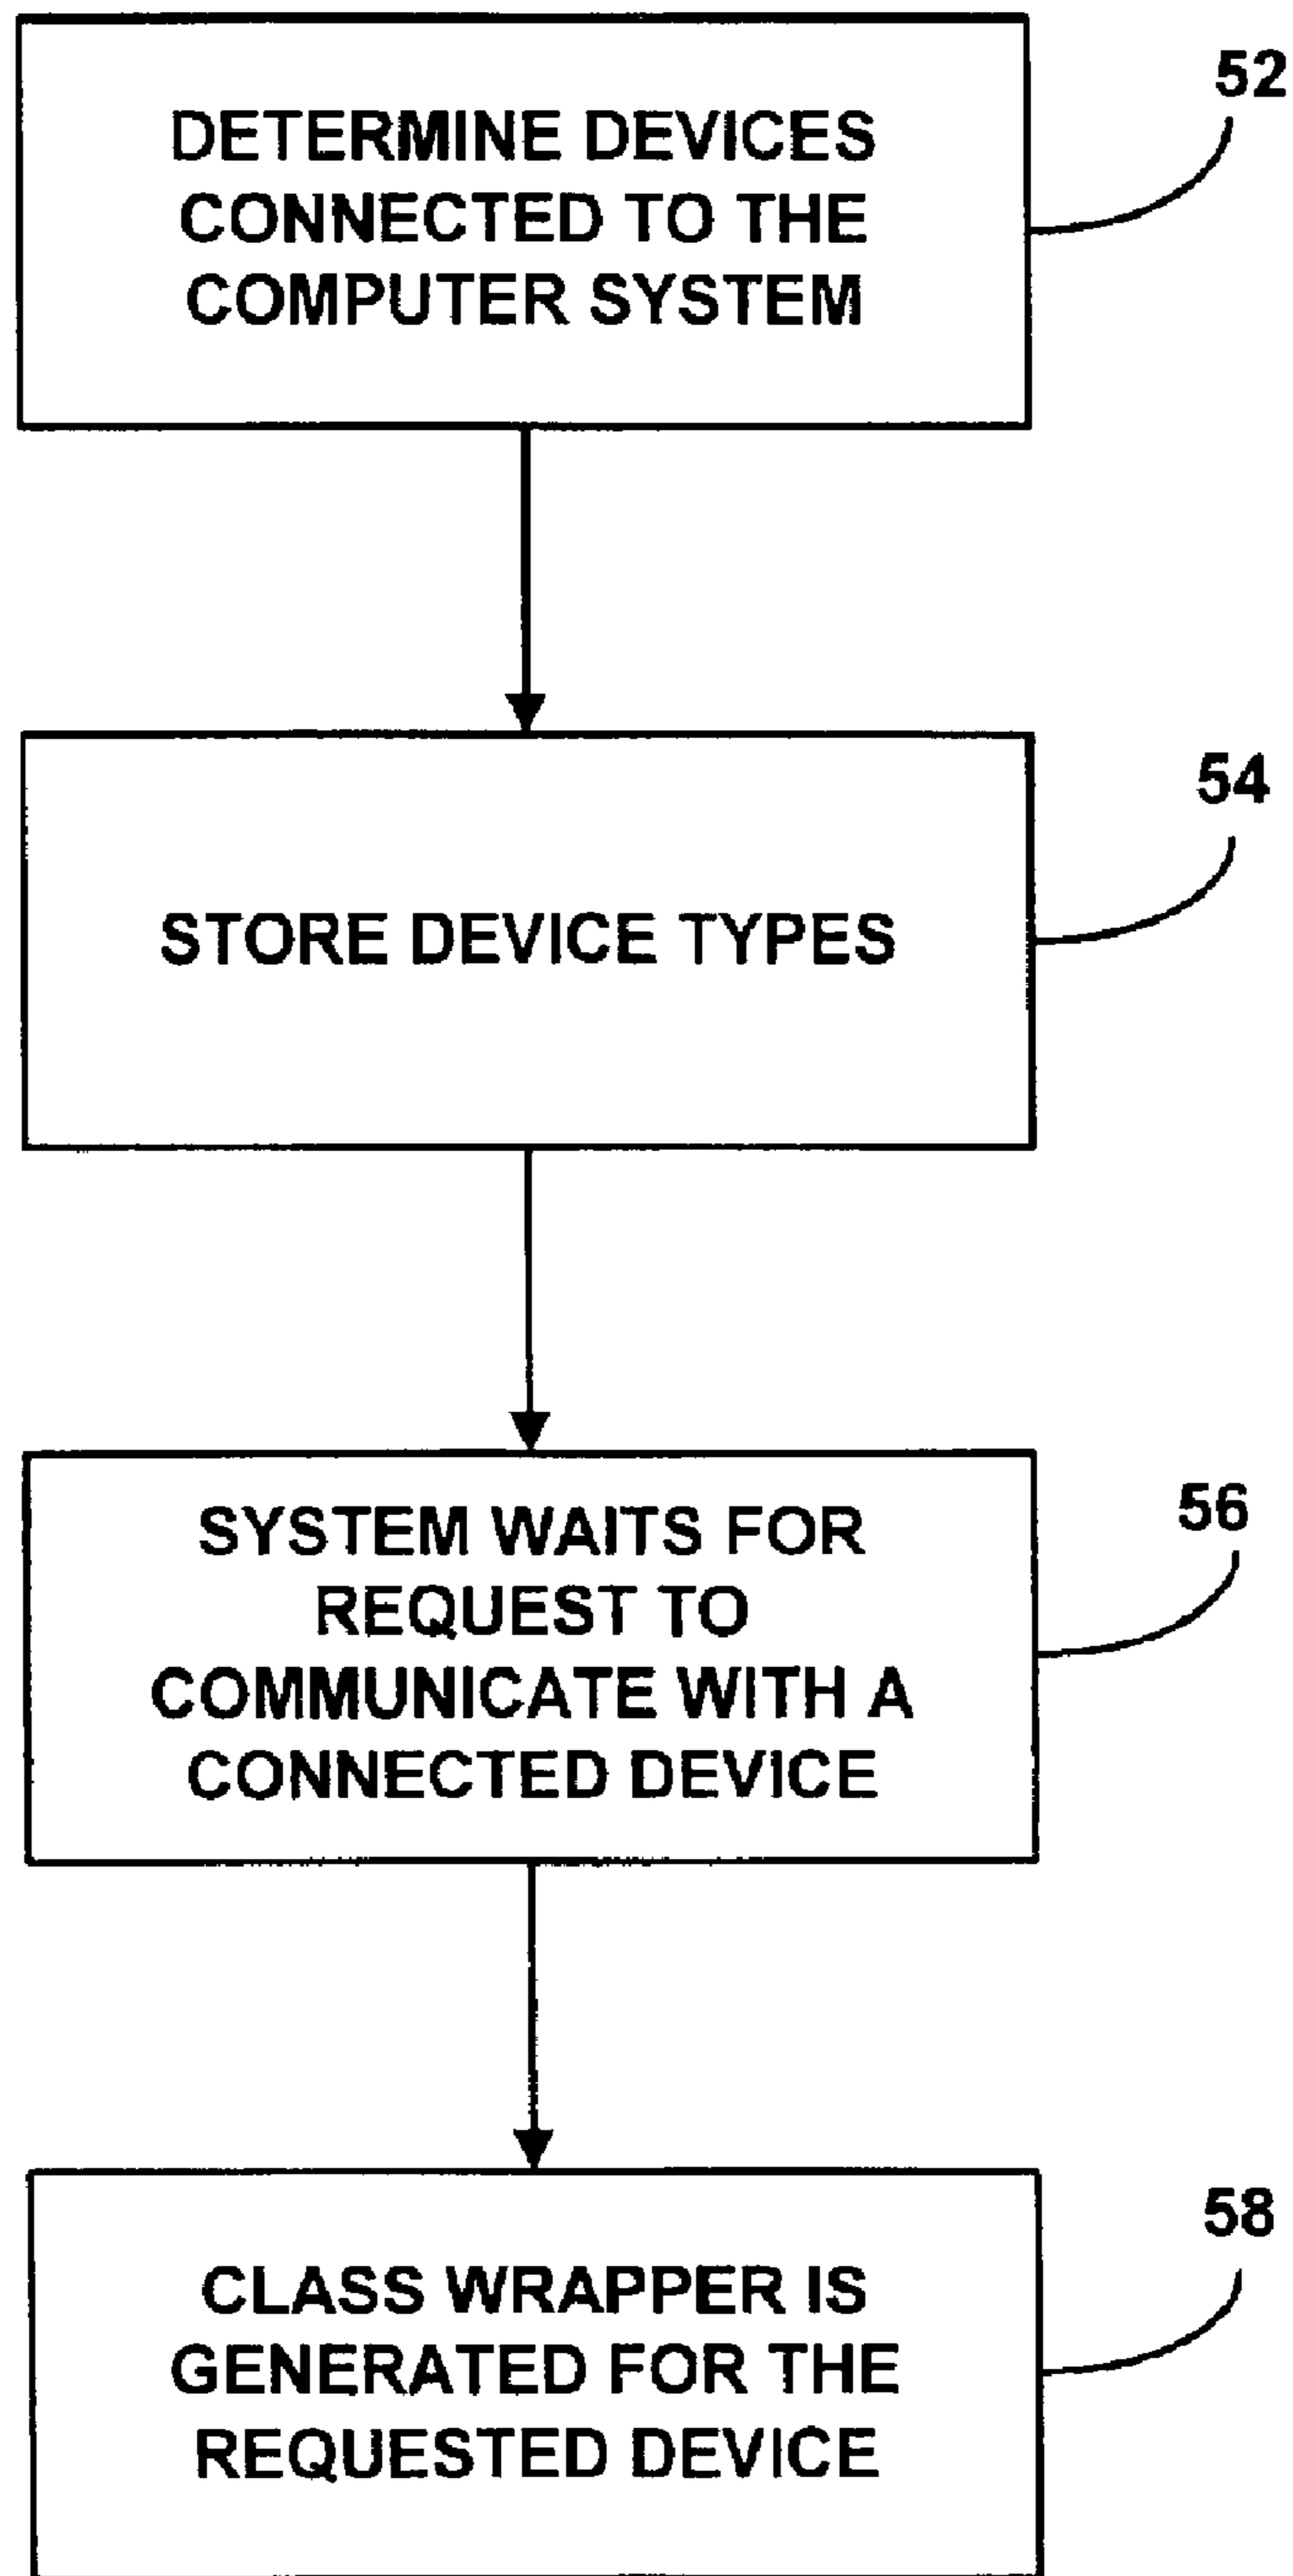 52
DETERMINE DEVICES
CONNECTED TO THE
COMPUTER SYSTEM
54
STORE DEVICE TYPES
56
SYSTEM WAITS FOR
REQUEST TO
COMMUNICATE WITH A
CONNECTED DEVICE
58
CLASS WRAPPER IS
GENERATED FOR THE
REQUESTED DEVICE